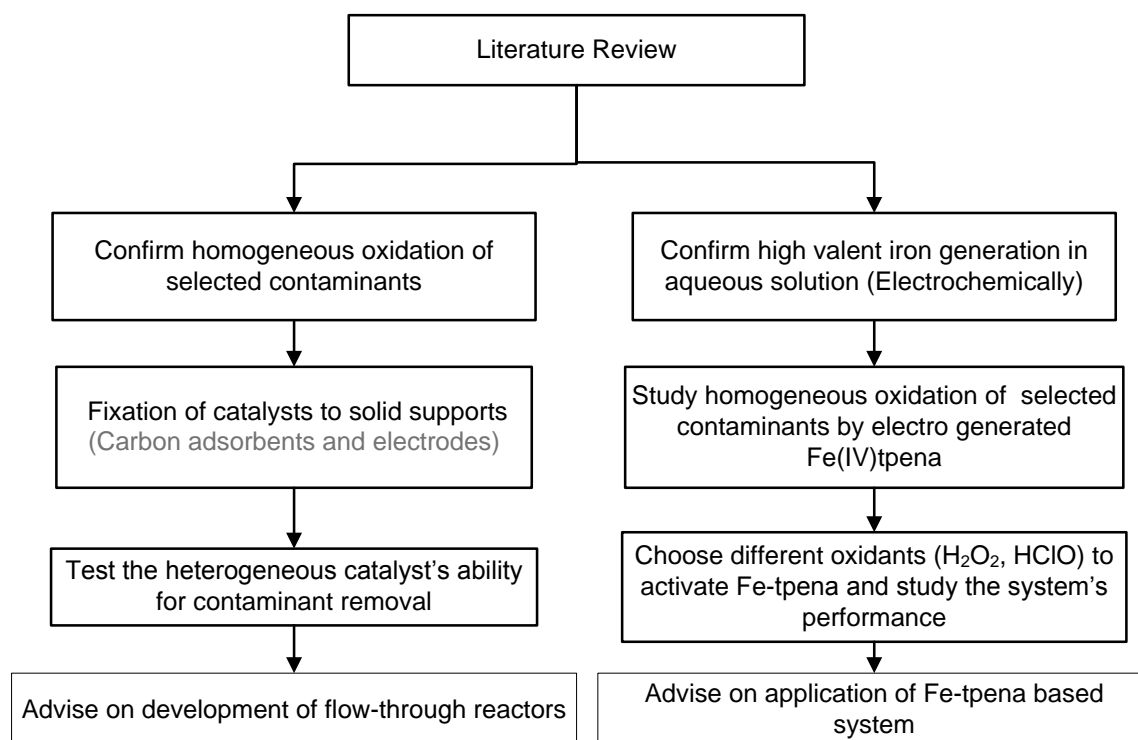 Literature Review
Confirm homogeneous oxidation of
selected contaminants
Fixation of catalysts to solid supports
(Carbon adsorbents and electrodes)
Test the heterogeneous catalyst’s ability
for contaminant removal
Advise on development of flow-through reactors
Confirm high valent iron generation in
aqueous solution (Electrochemically)
Study homogeneous oxidation of selected
contaminants by electro generated
Fe(IV)tpena
Choose different oxidants (H₂O₂, HClO) to
activate Fe-tpena and study the system’s
performance
Advise on application of Fe-tpena based
system